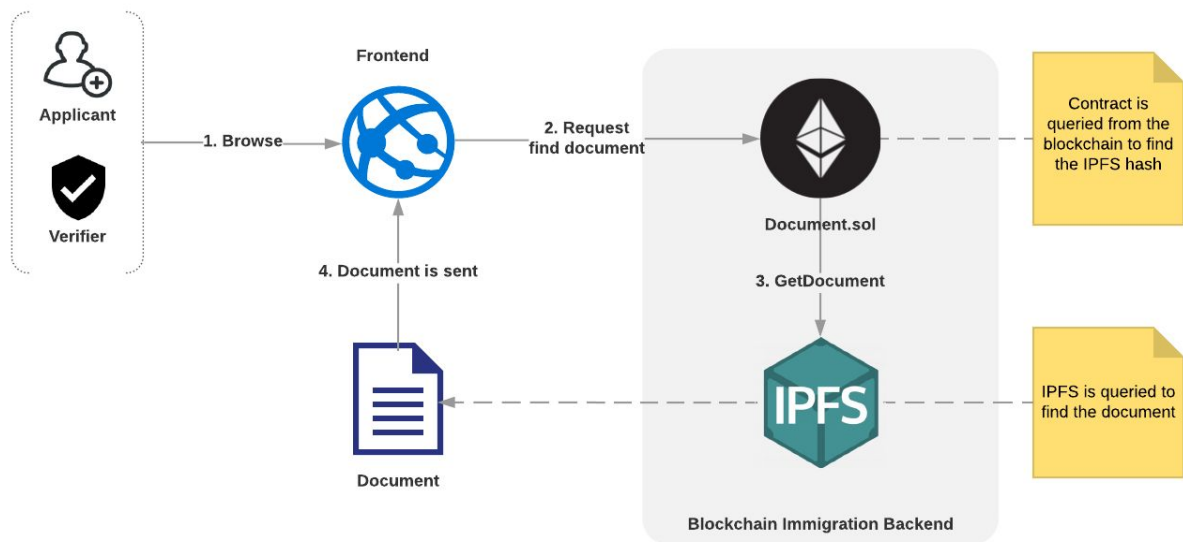 Frontend
Applicant
Verifier
1. Browse
2. Request
find document
Document.sol
Contract is
queried from the
blockchain to find
the IPFS hash
3. GetDocument
4. Document is sent
IPFS
IPFS is queried to
find the document
Document
Blockchain Immigration Backend